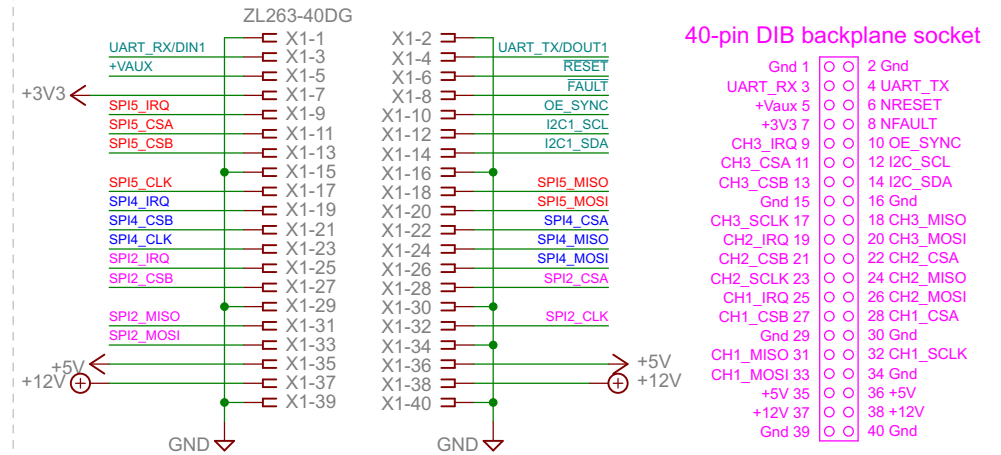 ZL263-40DG
X1-1
UART_RX/DIN1 X1-3
+VAUX X1-5
+3V3 X1-7
SPI5_IRQ X1-9
SPI5_CSA X1-11
SPI5_CSB X1-13
X1-15
SPI5_CLK X1-17
SPI4_IRQ X1-19
SPI4_CSB X1-21
SPI4_CLK X1-23
SPI2_IRQ X1-25
SPI2_CSB X1-27
X1-29
SPI2_MISO X1-31
SPI2_MOSI X1-33
+5V X1-35
+12V X1-37
X1-39
GND
X1-2
X1-4 UART_TX/DOUT1
X1-6 RESET
X1-8 FAULT
X1-10 OE_SYNC
X1-12 I2C1_SCL
X1-14 I2C1_SDA
X1-16
X1-18 SPI5_MISO
X1-20 SPI5_MOSI
X1-22 SPI4_CSA
X1-24 SPI4_MISO
X1-26 SPI4_MOSI
X1-28 SPI2_CSA
X1-30
X1-32 SPI2_CLK
X1-34
X1-36 +5V
X1-38 +12V
X1-40
GND
40-pin DIB backplane socket
Gnd 1 2 Gnd
UART_RX 3 4 UART_TX
+Vaux 5 6 NRESET
+3V3 7 8 NFAULT
CH3_IRQ 9 10 OE_SYNC
CH3_CSA 11 12 I2C_SCL
CH3_CSB 13 14 I2C_SDA
Gnd 15 16 Gnd
CH3_SCLK 17 18 CH3_MISO
CH2_IRQ 19 20 CH3_MOSI
CH2_CSB 21 22 CH2_CSA
CH2_SCLK 23 24 CH2_MISO
CH1_IRQ 25 26 CH2_MOSI
CH1_CSB 27 28 CH1_CSA
Gnd 29 30 Gnd
CH1_MISO 31 32 CH1_SCLK
CH1_MOSI 33 34 Gnd
+5V 35 36 +5V
+12V 37 38 +12V
Gnd 39 40 Gnd